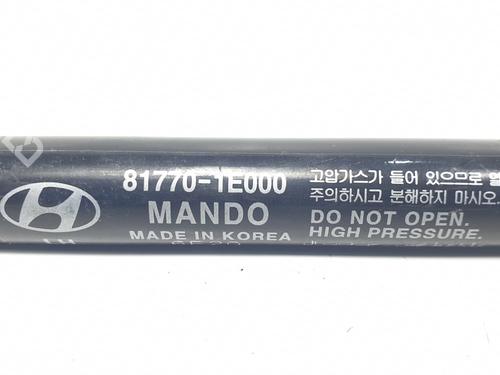 81770-1E000
MANDO
MADE IN KOREA
고압가스가 들어 있으므로
주의하시고 분해하지 마시오.
DO NOT OPEN.
HIGH PRESSURE.
LH